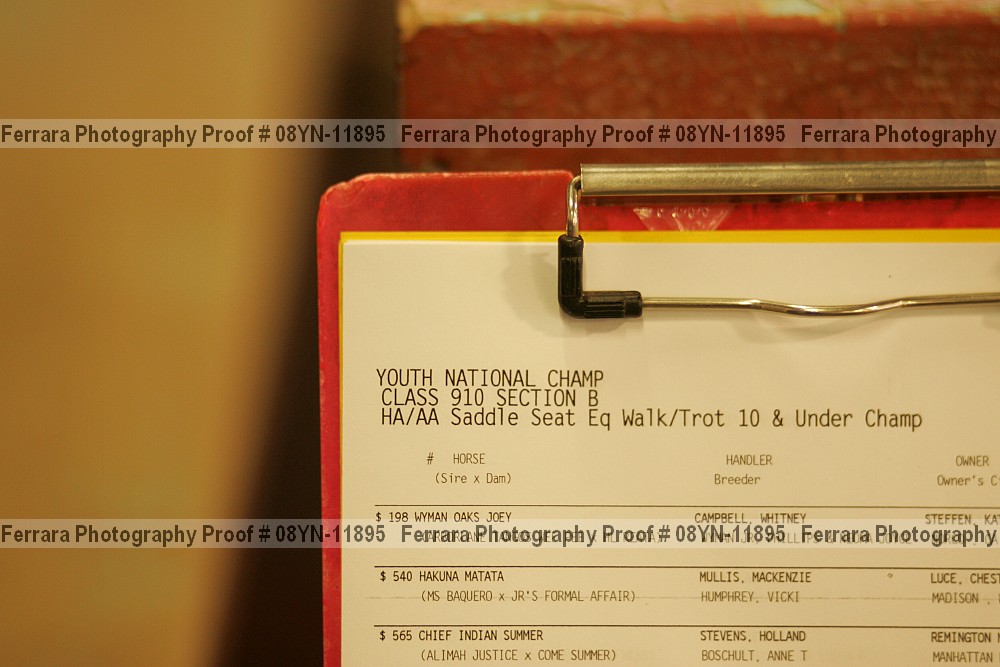 Ferrara Photography Proof # 08YN-11895 Ferrara Photography Proof # 08YN-11895 Ferrara Photography
YOUTH NATIONAL CHAMP
CLASS 910 SECTION B
HA/AA Saddle Seat Eq Walk/Trot 10 & Under Champ
# HORSE HANDLER OWNER
(Sire x Dam) Breeder Owner's
$ 198 WYMAN OAKS JOEY CAMPBELL, WHITNEY STEFFEN,
Ferrara Photography Proof # 08YN-11895 Ferrara Photography Proof # 08YN-11895 Ferrara Photography
$ 540 HAKUNA MATATA MULLIS, MACKENZIE LUCE,
(MS BAQUERO x JR'S FORMAL AFFAIR) HUMPHREY, VICKI MADISON ,
$ 565 CHIEF INDIAN SUMMER STEVENS, HOLLAND REMINGTON
(ALIMAH JUSTICE x COME SUMMER) BOSCHULT, ANNE T MANHATTAN